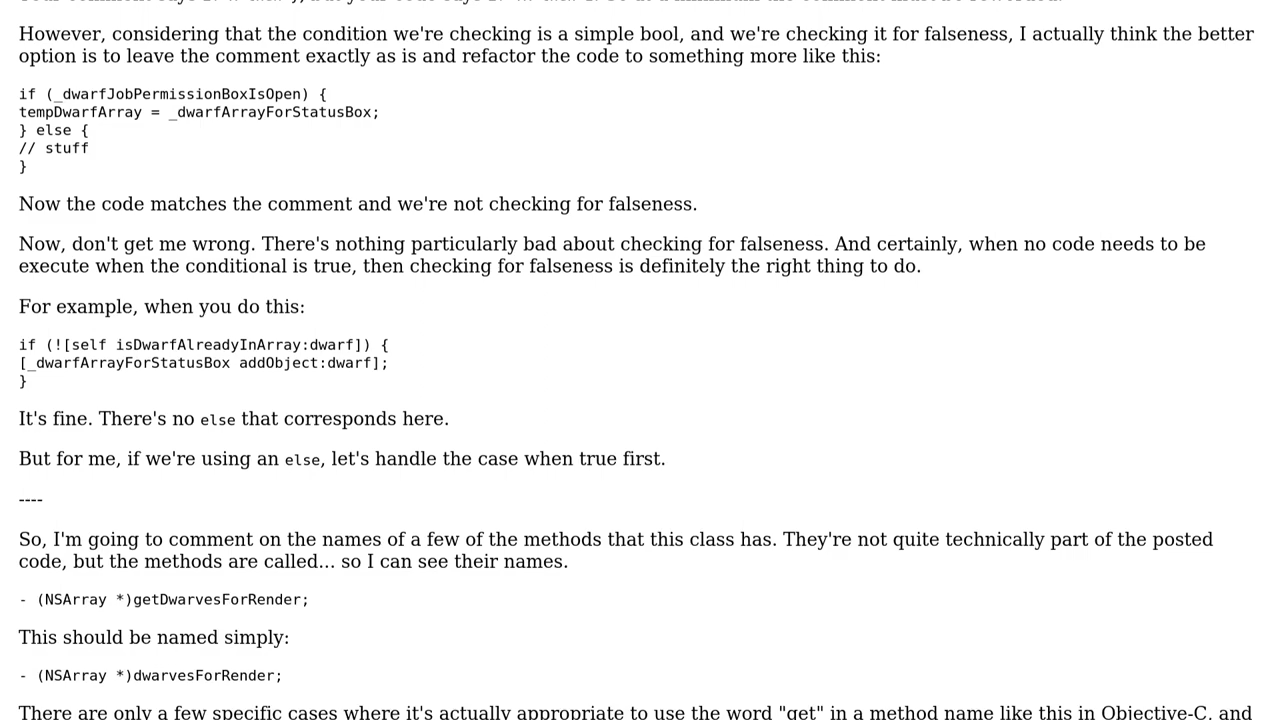 However, considering that the condition we're checking is a simple bool, and we're checking it for falseness, I actually think the better
option is to leave the comment exactly as is and refactor the code to something more like this:
if (_dwarfJobPermissionBoxIsOpen) {
tempDwarfArray = _dwarfArrayForStatusBox;
} else {
// stuff
}
Now the code matches the comment and we're not checking for falseness.
Now, don't get me wrong. There's nothing particularly bad about checking for falseness. And certainly, when no code needs to be
execute when the conditional is true, then checking for falseness is definitely the right thing to do.
For example, when you do this:
if (![self isDwarfAlreadyInArray:dwarf]) {
[_dwarfArrayForStatusBox addObject:dwarf];
}
It's fine. There's no else that corresponds here.
But for me, if we're using an else, let's handle the case when true first.
----
So, I'm going to comment on the names of a few of the methods that this class has. They're not quite technically part of the posted
code, but the methods are called... so I can see their names.
- (NSArray *)getDwarvesForRender;
This should be named simply:
- (NSArray *)dwarvesForRender;
There are only a few specific cases where it's actually appropriate to use the word "get" in a method name like this in Objective-C, and